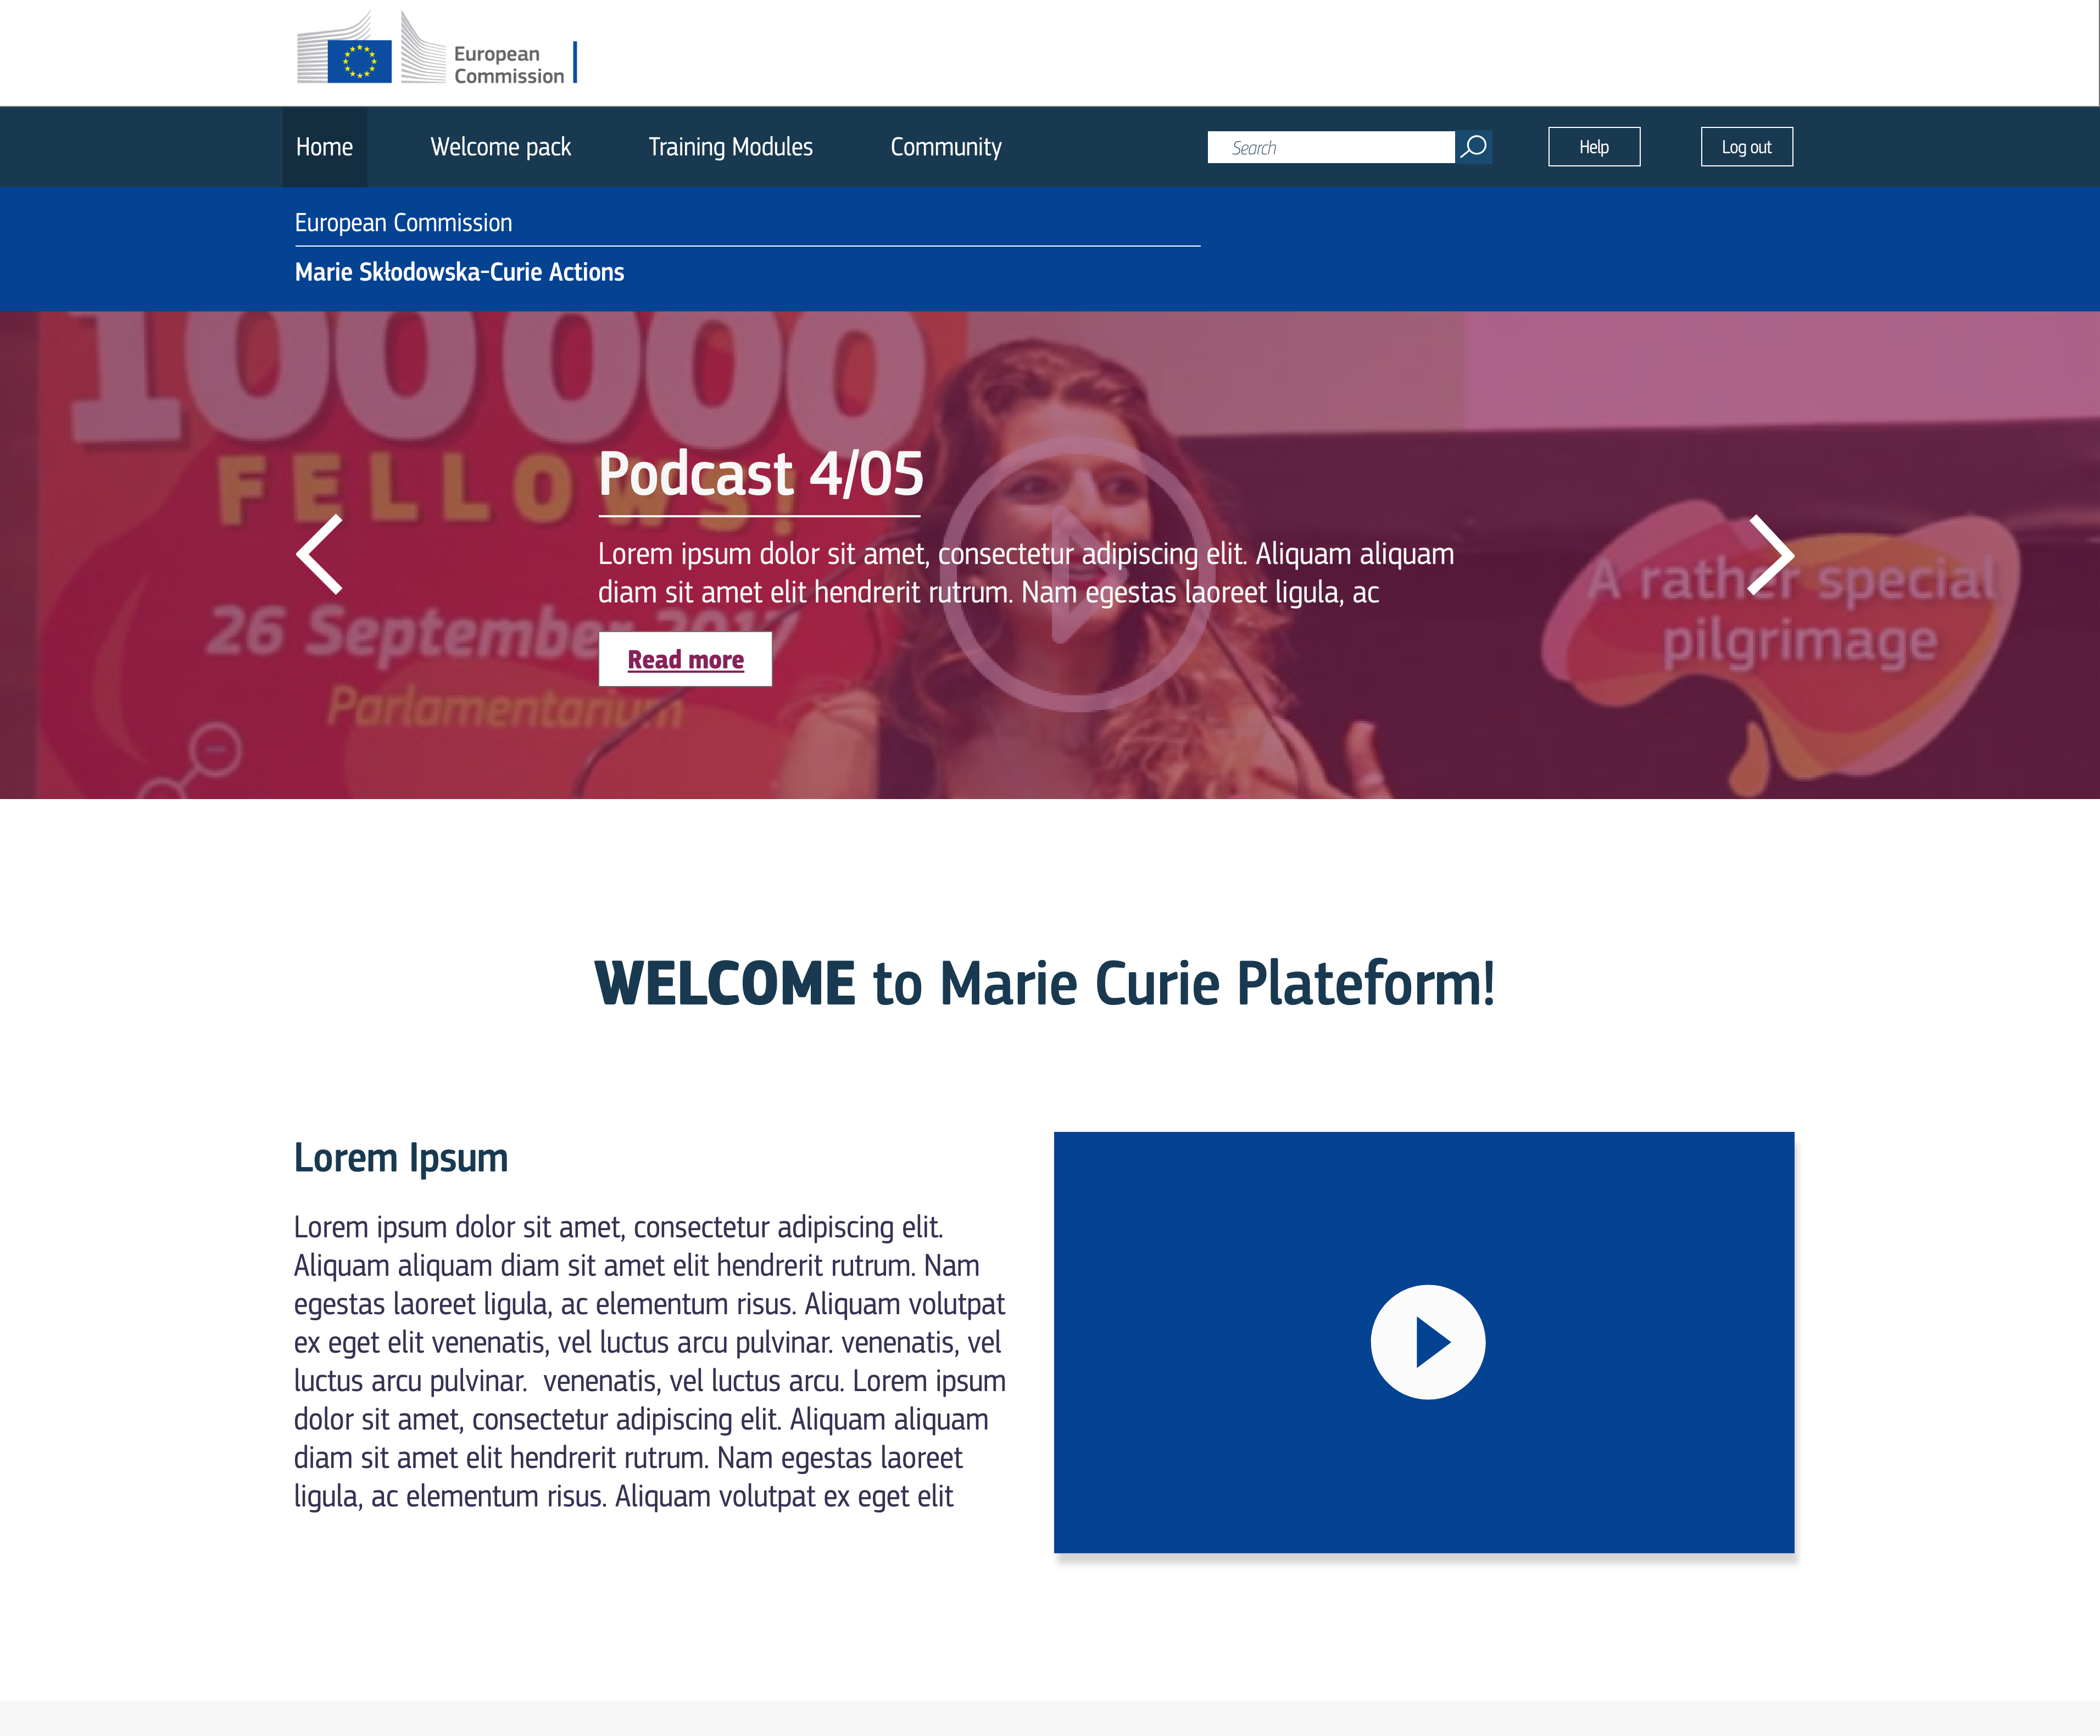 European
Commission
Home
Welcome pack
Training Modules
Community
Search
Help
Log out
European Commission
Marie Skłodowska-Curie Actions
100 000
FELLOWS!
26 September 2017
Parlamentarium
Podcast 4/05
Lorem ipsum dolor sit amet, consectetur adipiscing elit. Aliquam aliquam
diam sit amet elit hendrerit rutrum. Nam egestas laoreet ligula, ac
Read more
A rather special
pilgrimage
WELCOME to Marie Curie Plateform!
Lorem Ipsum
Lorem ipsum dolor sit amet, consectetur adipiscing elit.
Aliquam aliquam diam sit amet elit hendrerit rutrum. Nam
egestas laoreet ligula, ac elementum risus. Aliquam volutpat
ex eget elit venenatis, vel luctus arcu pulvinar. venenatis, vel
luctus arcu pulvinar.  venenatis, vel luctus arcu. Lorem ipsum
dolor sit amet, consectetur adipiscing elit. Aliquam aliquam
diam sit amet elit hendrerit rutrum. Nam egestas laoreet
ligula, ac elementum risus. Aliquam volutpat ex eget elit